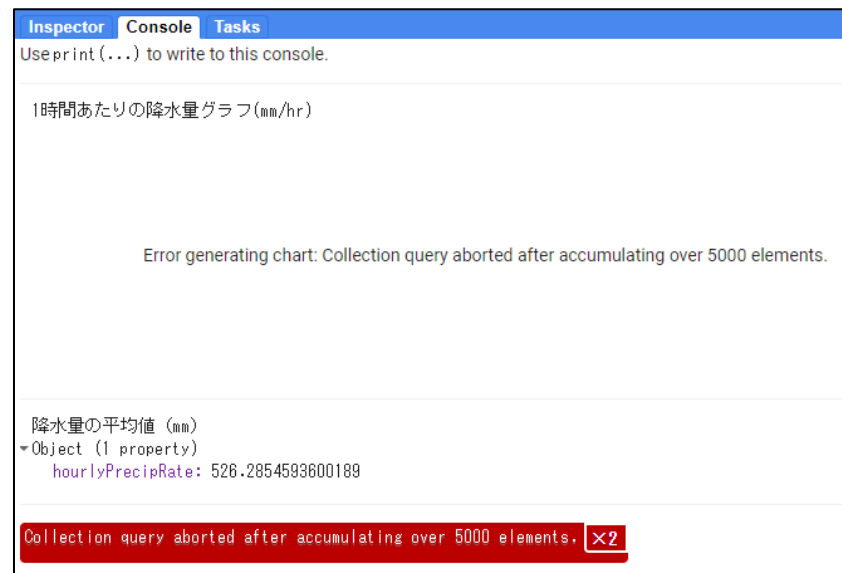 Inspector Console Tasks
Use print(...) to write to this console.
1時間あたりの降水量グラフ(mm/hr)
Error generating chart: Collection query aborted after accumulating over 5000 elements.
降水量の平均値 (mm)
Object (1 property)
hourlyPrecipRate: 526.2854593600189
Collection query aborted after accumulating over 5000 elements. ×2